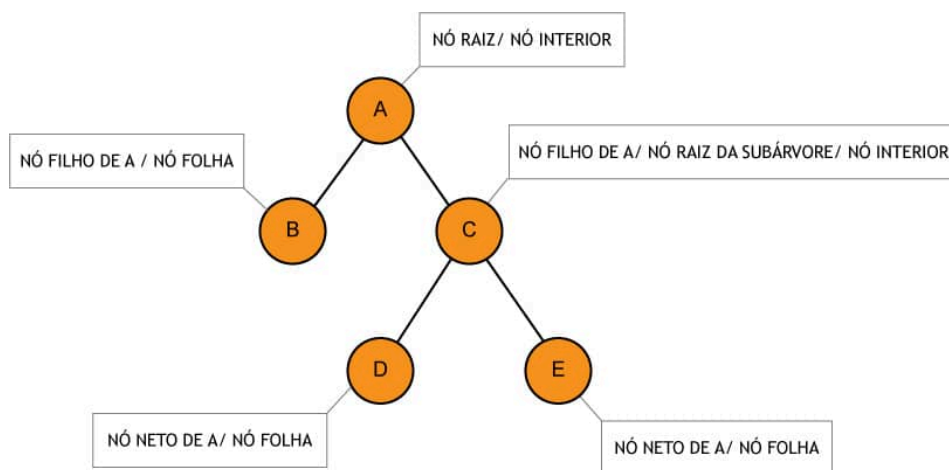 NÓ RAIZ/ NÓ INTERIOR
A
NÓ FILHO DE A / NÓ FOLHA
NÓ FILHO DE A/ NÓ RAIZ DA SUBÁRVORE/ NÓ INTERIOR
B
C
D
E
NÓ NETO DE A/ NÓ FOLHA
NÓ NETO DE A/ NÓ FOLHA